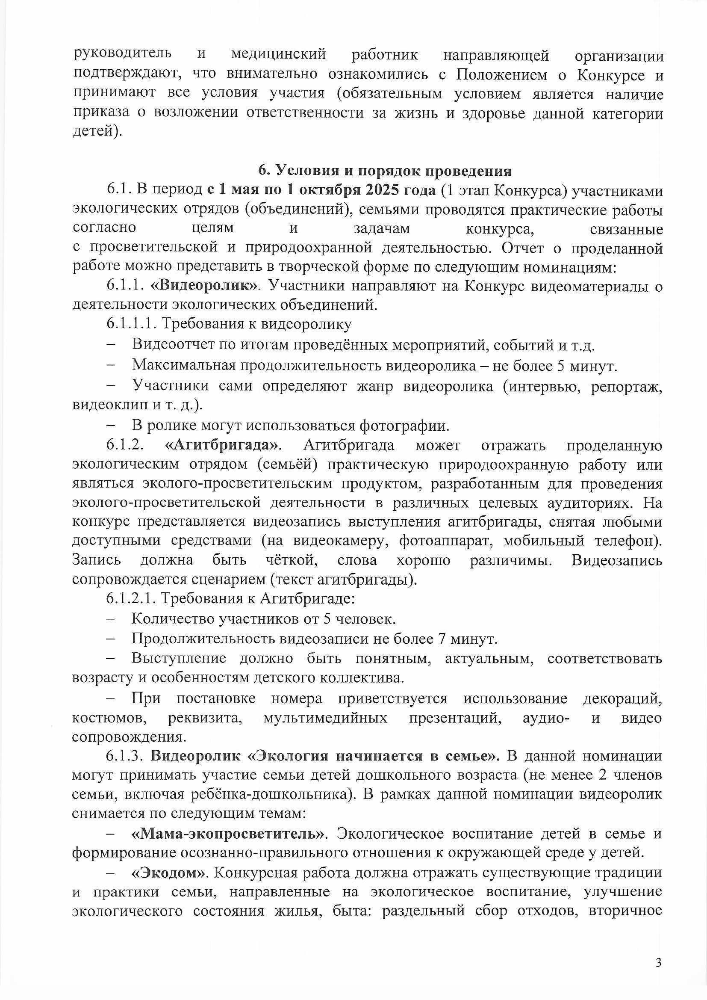 руководитель и медицинский работник направляющей организации
подтверждают, что внимательно ознакомились с Положением о Конкурсе и
принимают все условия участия (обязательным условием является наличие
приказа о возложении ответственности за жизнь и здоровье данной категории
детей).
6. Условия и порядок проведения
6.1. В период с 1 мая по 1 октября 2025 года (1 этап Конкурса) участниками
экологических отрядов (объединений), семьями проводятся практические работы
согласно целям и задачам конкурса, связанные
с просветительской и природоохранной деятельностью. Отчет о проделанной
работе можно представить в творческой форме по следующим номинациям:
6.1.1. «Видеоролик». Участники направляют на Конкурс видеоматериалы о
деятельности экологических объединений.
6.1.1.1. Требования к видеоролику
– Видеоотчет по итогам проведённых мероприятий, событий и т.д.
– Максимальная продолжительность видеоролика – не более 5 минут.
– Участники сами определяют жанр видеоролика (интервью, репортаж,
видеоклип и т. д.).
– В ролике могут использоваться фотографии.
6.1.2. «Агитбригада». Агитбригада может отражать проделанную
экологическим отрядом (семьёй) практическую природоохранную работу или
являться эколого-просветительским продуктом, разработанным для проведения
эколого-просветительской деятельности в различных целевых аудиториях. На
конкурс представляется видеозапись выступления агитбригады, снятая любыми
доступными средствами (на видеокамеру, фотоаппарат, мобильный телефон).
Запись должна быть чёткой, слова хорошо различимы. Видеозапись
сопровождается сценарием (текст агитбригады).
6.1.2.1. Требования к Агитбригаде:
– Количество участников от 5 человек.
– Продолжительность видеозаписи не более 7 минут.
– Выступление должно быть понятным, актуальным, соответствовать
возрасту и особенностям детского коллектива.
– При постановке номера приветствуется использование декораций,
костюмов, реквизита, мультимедийных презентаций, аудио- и видео
сопровождения.
6.1.3. Видеоролик «Экология начинается в семье». В данной номинации
могут принимать участие семьи детей дошкольного возраста (не менее 2 членов
семьи, включая ребёнка-дошкольника). В рамках данной номинации видеоролик
снимается по следующим темам:
– «Мама-экопросветитель». Экологическое воспитание детей в семье и
формирование осознанно-правильного отношения к окружающей среде у детей.
– «Экодом». Конкурсная работа должна отражать существующие традиции
и практики семьи, направленные на экологическое воспитание, улучшение
экологического состояния жилья, быта: раздельный сбор отходов, вторичное
3